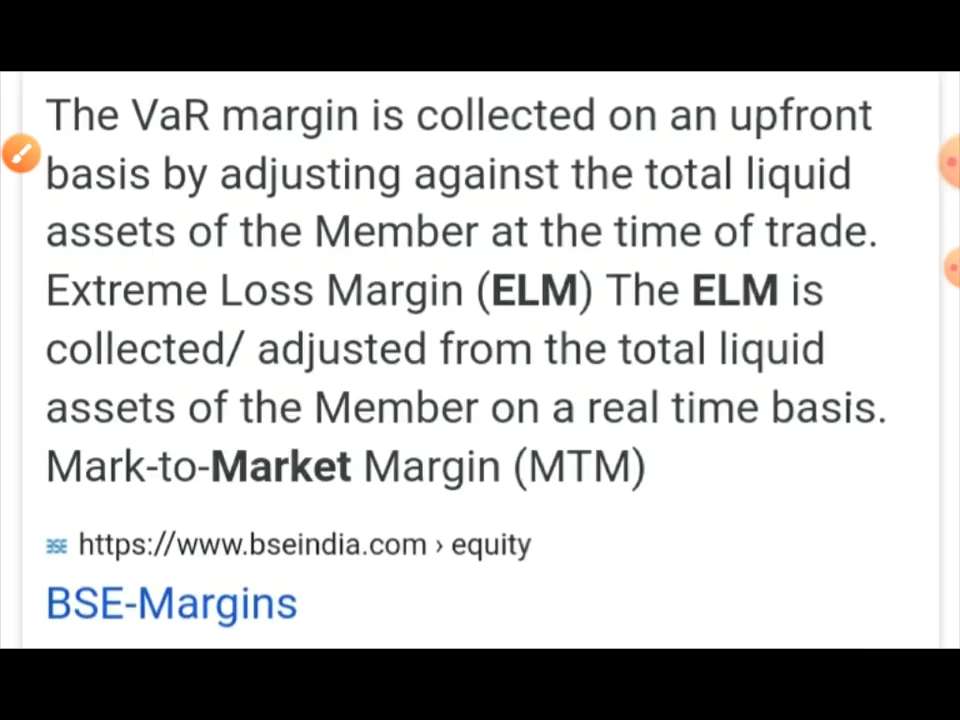 The VaR margin is collected on an upfront
basis by adjusting against the total liquid
assets of the Member at the time of trade.
Extreme Loss Margin (ELM) The ELM is
collected/ adjusted from the total liquid
assets of the Member on a real time basis.
Mark-to-Market Margin (MTM)
BSE https://www.bseindia.com › equity
BSE-Margins